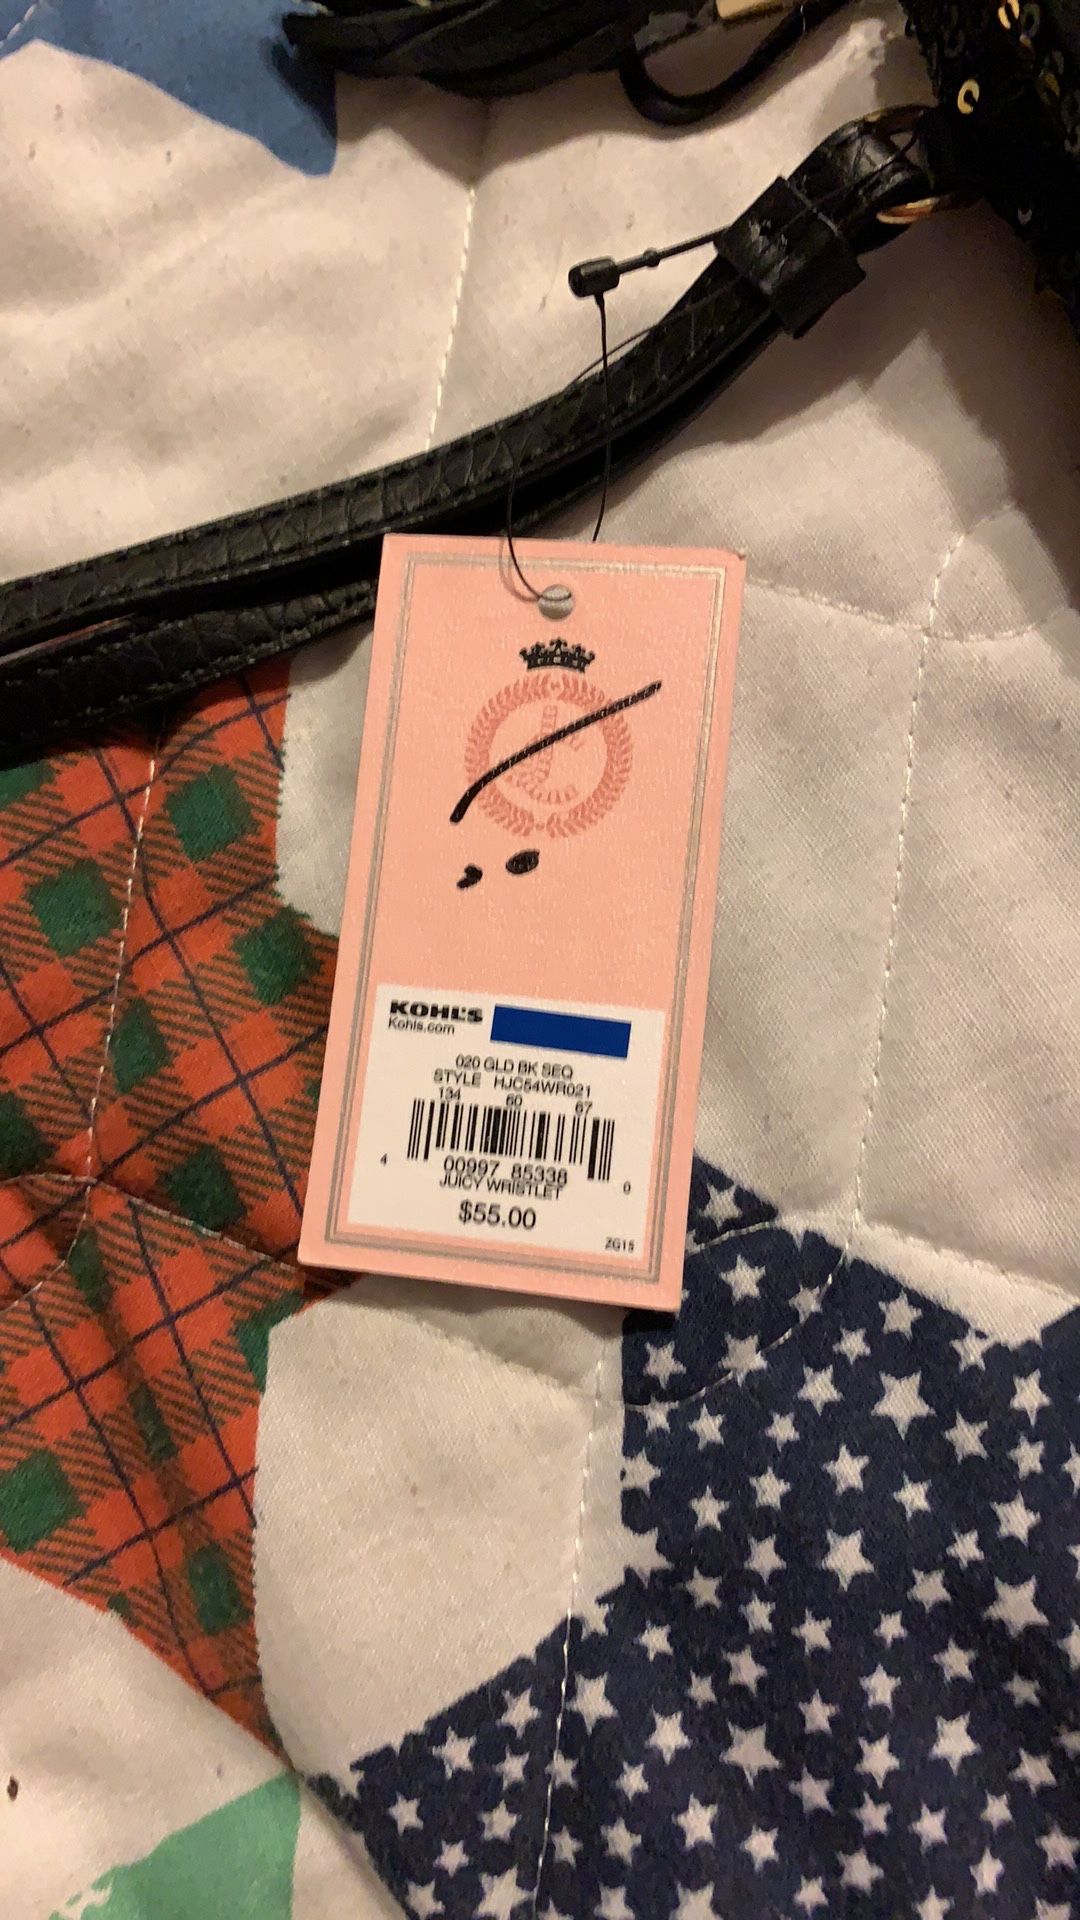 KOHL'S
Kohls.com
020 GLD BK SEQ
STYLE HJC54WR021
134 60 67
4 00997 85338 0
JUICY WRISTLET
$55.00
ZG15